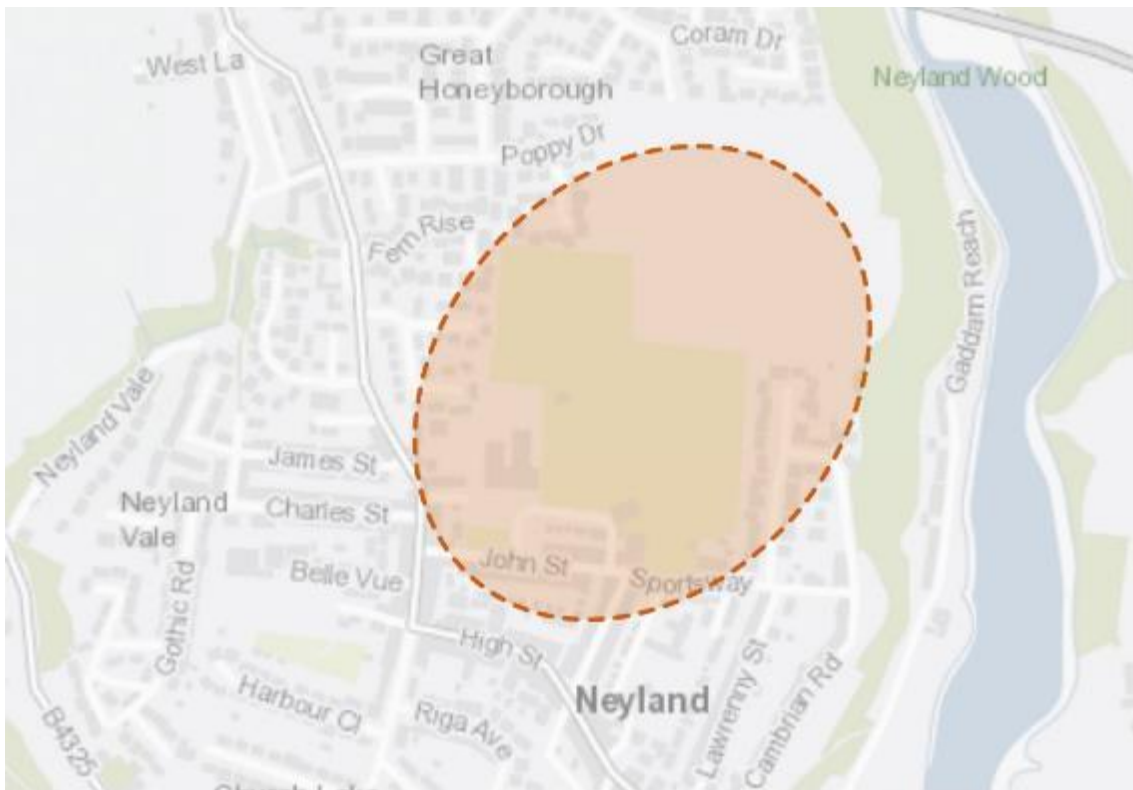 Coram Dr
Great
Honeyborough
West La
Neyland Wood
Poppy Dr
Fern Rise
Gaddarn Reach
Neyland Vale
James St
Neyland
Vale
Charles St
John St
Belle Vue
Sportsway
Gothic Rd
High St
Neyland
Harbour Cl
Riga Ave
Lawrenny St
Cambrian Rd
B4325